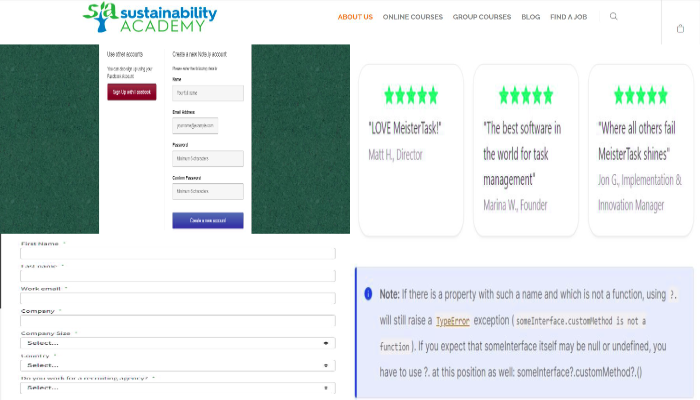 sustainability
ACADEMY
ABOUT US ONLINE COURSES GROUP COURSES BLOG FIND A JOB
Use other accounts
You can also sign up using your
Facebook account
Sign Up with Facebook
Create a new Note.ly account
Please enter the details below
Name
Your full name
Email Address
Password
Minimum 5 characters
Confirm Password
Minimum 5 characters
Create a new account
"LOVE MeisterTask!"
Matt H., Director
"The best software in
the world for task
management"
Marina W., Founder
"Where all others fail
MeisterTask shines"
Jon G., Implementation &
Innovation Manager
First Name *
Last name *
Work email *
Company *
Company Size *
Select...
Country *
Select...
Do you work for a recruiting agency? *
Select...
Note: If there is a property with such a name and which is not a function, using ?.
will still raise a TypeError exception (someInterface.customMethod is not a
function). If you expect that someInterface itself may be null or undefined, you
have to use ?. at this position as well: someInterface?.customMethod?.()